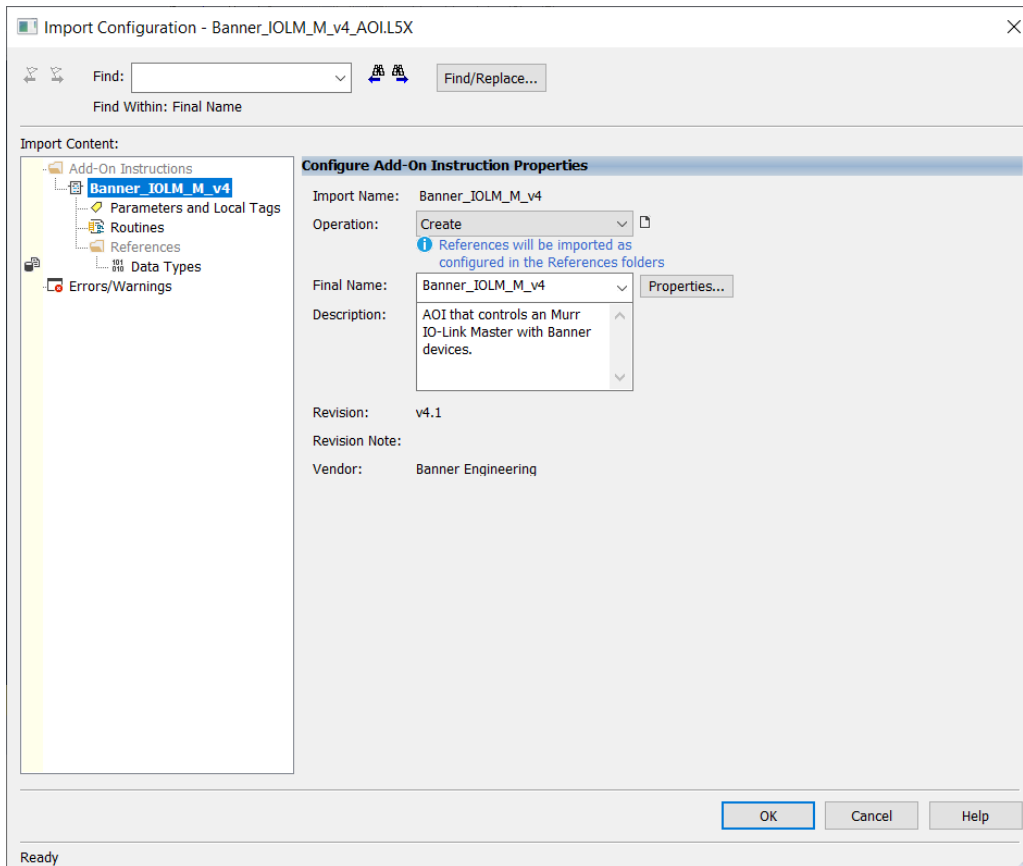 Import Configuration - Banner_IOLM_M_v4_AOI.L5X
Find:
Find/Replace...
Find Within: Final Name
Import Content:
Add-On Instructions
Banner_IOLM_M_v4
Parameters and Local Tags
Routines
References
Data Types
Errors/Warnings
Configure Add-On Instruction Properties
Import Name: Banner_IOLM_M_v4
Operation: Create
References will be imported as
configured in the References folders
Final Name: Banner_IOLM_M_v4 Properties...
Description: AOI that controls an Murr
IO-Link Master with Banner
devices.
Revision: v4.1
Revision Note:
Vendor: Banner Engineering
OK Cancel Help
Ready